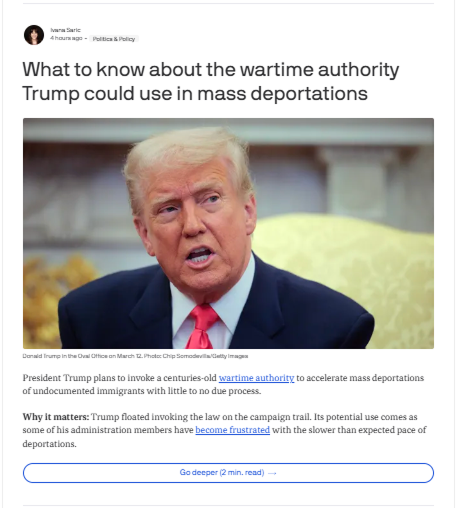 Ivana Saric
4 hours ago - Politics & Policy
What to know about the wartime authority
Trump could use in mass deportations
Donald Trump in the Oval Office on March 12. Photo: Chip Somodevilla/Getty Images
President Trump plans to invoke a centuries-old wartime authority to accelerate mass deportations
of undocumented immigrants with little to no due process.
Why it matters: Trump floated invoking the law on the campaign trail. Its potential use comes as
some of his administration members have become frustrated with the slower than expected pace of
deportations.
Go deeper (2 min. read) →